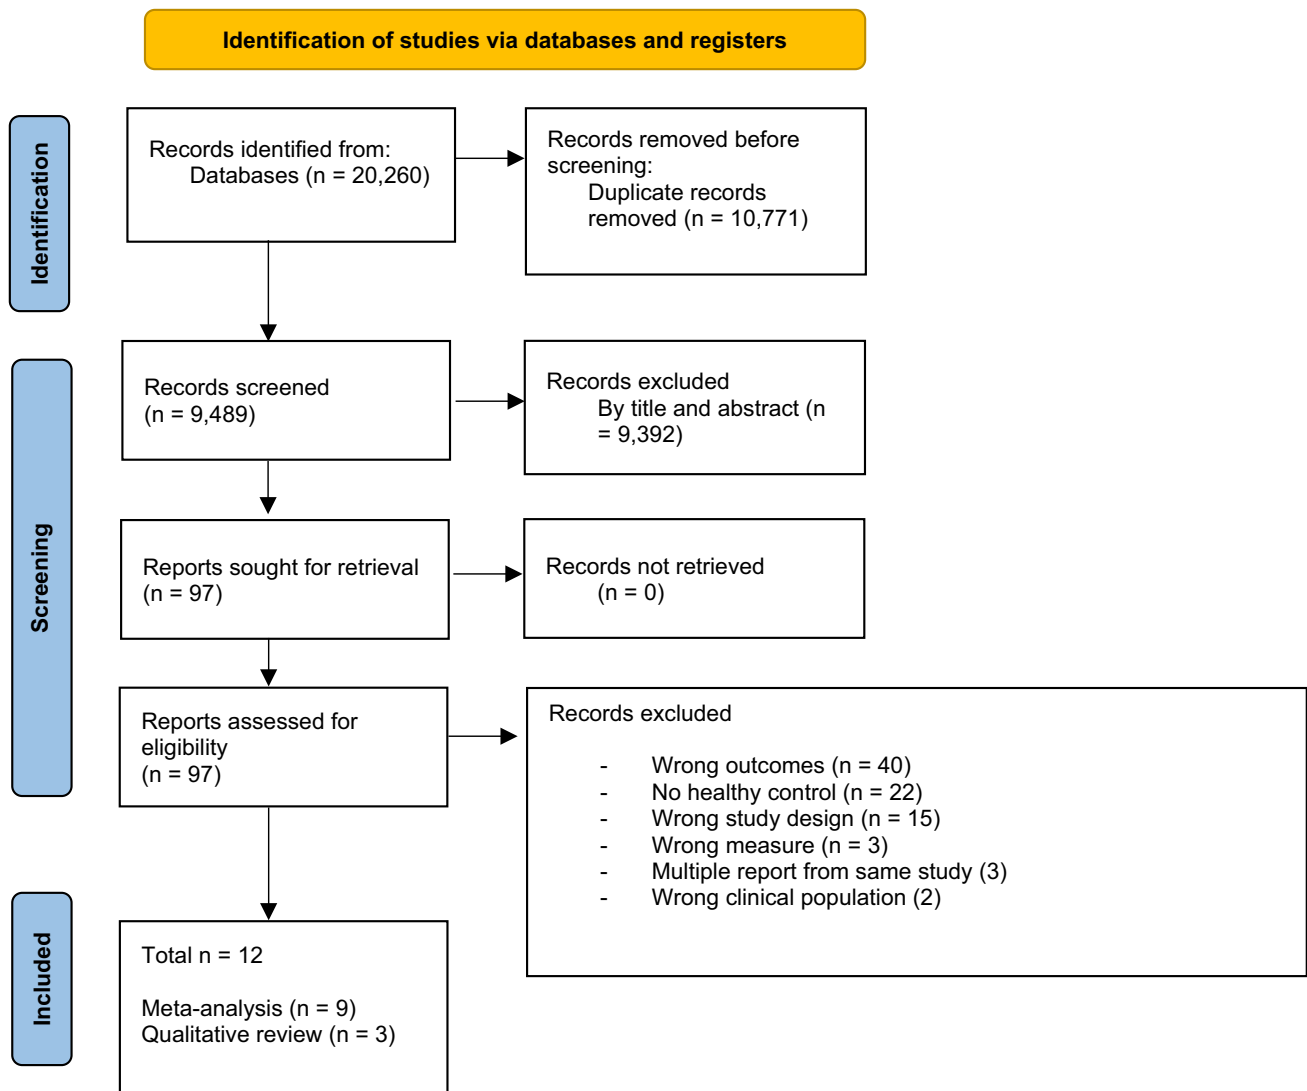 Identification of studies via databases and registers
Identification
Records identified from:
Databases (n = 20,260)
Records removed before
screening:
Duplicate records
removed (n = 10,771)
Screening
Records screened
(n = 9,489)
Records excluded
By title and abstract (n
= 9,392)
Reports sought for retrieval
(n = 97)
Records not retrieved
(n = 0)
Reports assessed for
eligibility
(n = 97)
Records excluded
- Wrong outcomes (n = 40)
- No healthy control (n = 22)
- Wrong study design (n = 15)
- Wrong measure (n = 3)
- Multiple report from same study (3)
- Wrong clinical population (2)
Included
Total n = 12
Meta-analysis (n = 9)
Qualitative review (n = 3)